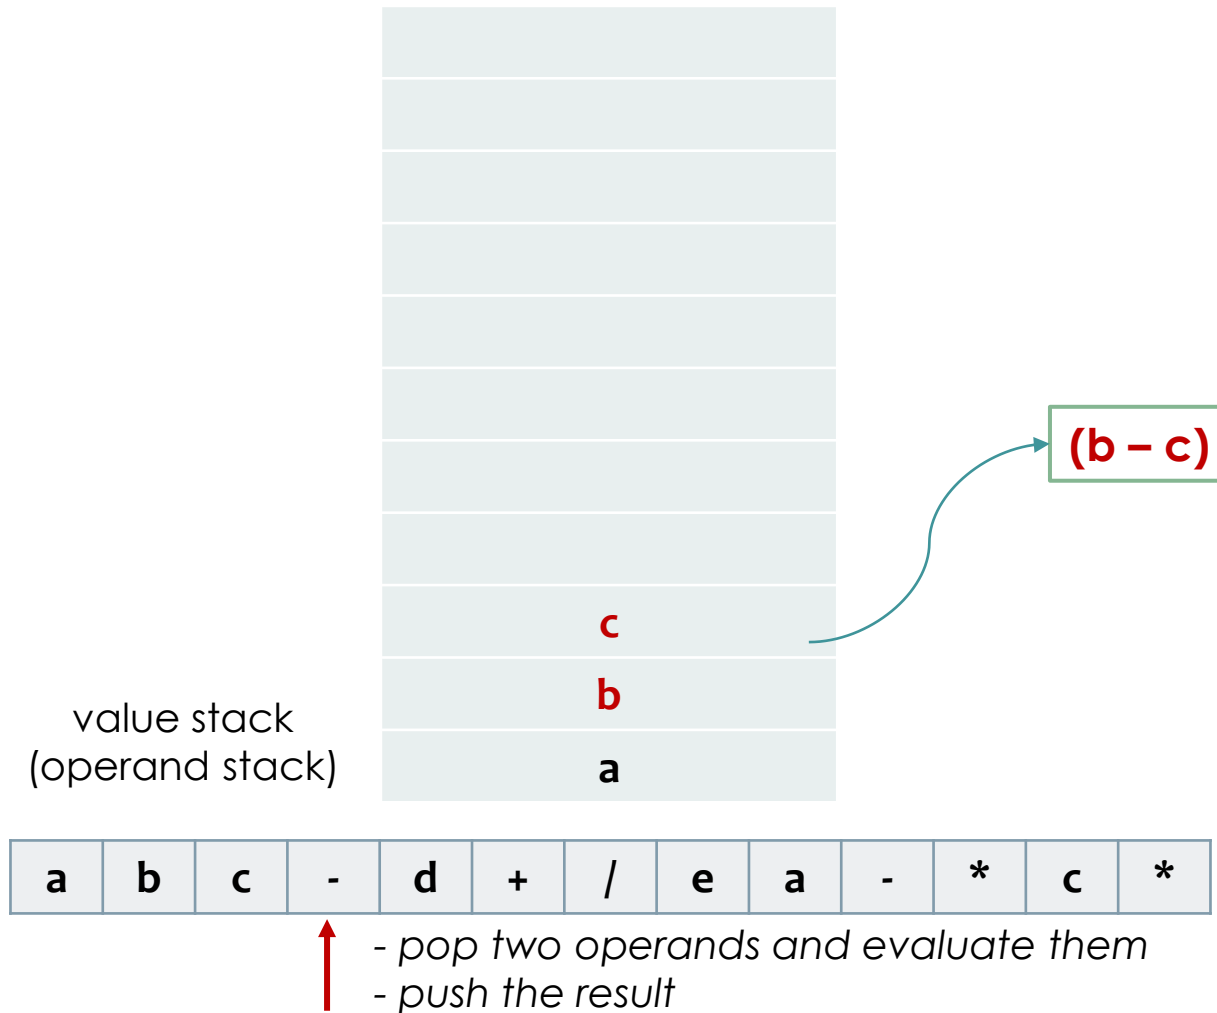 (b – c)
c
b
a
value stack
(operand stack)
a b c - d + / e a - * c *
- pop two operands and evaluate them
- push the result